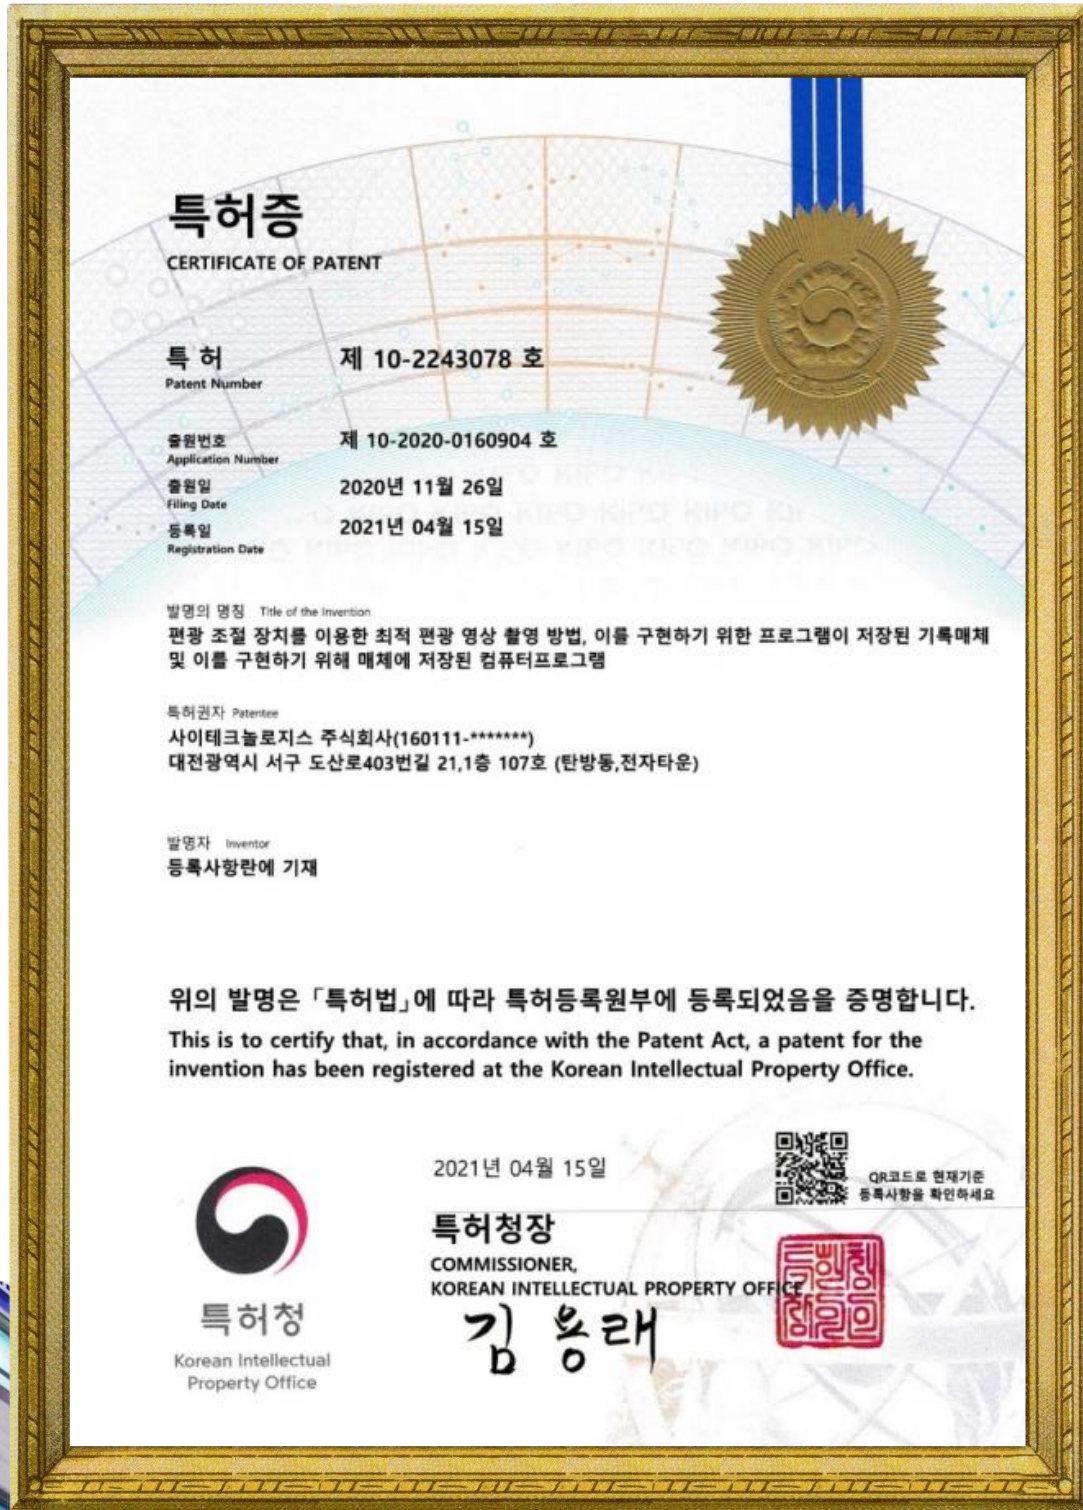 특허증
CERTIFICATE OF PATENT
특 허 제 10-2243078 호
Patent Number
출원번호 제 10-2020-0160904 호
Application Number
출원일 2020년 11월 26일
Filing Date
등록일 2021년 04월 15일
Registration Date
발명의 명칭 Title of the Invention
편광 조절 장치를 이용한 최적 편광 영상 촬영 방법, 이를 구현하기 위한 프로그램이 저장된 기록매체
및 이를 구현하기 위해 매체에 저장된 컴퓨터프로그램
특허권자 Patentee
사이테크놀로지스 주식회사(160111-*******)
대전광역시 서구 도산로403번길 21,1층 107호 (탄방동,전자타운)
발명자 Inventor
등록사항란에 기재
위의 발명은 「특허법」에 따라 특허등록원부에 등록되었음을 증명합니다.
This is to certify that, in accordance with the Patent Act, a patent for the
invention has been registered at the Korean Intellectual Property Office.
2021년 04월 15일
QR코드로 현재기준
등록사항을 확인하세요
특허청장
COMMISSIONER,
KOREAN INTELLECTUAL PROPERTY OFFICE
김용래
특허청
Korean Intellectual
Property Office